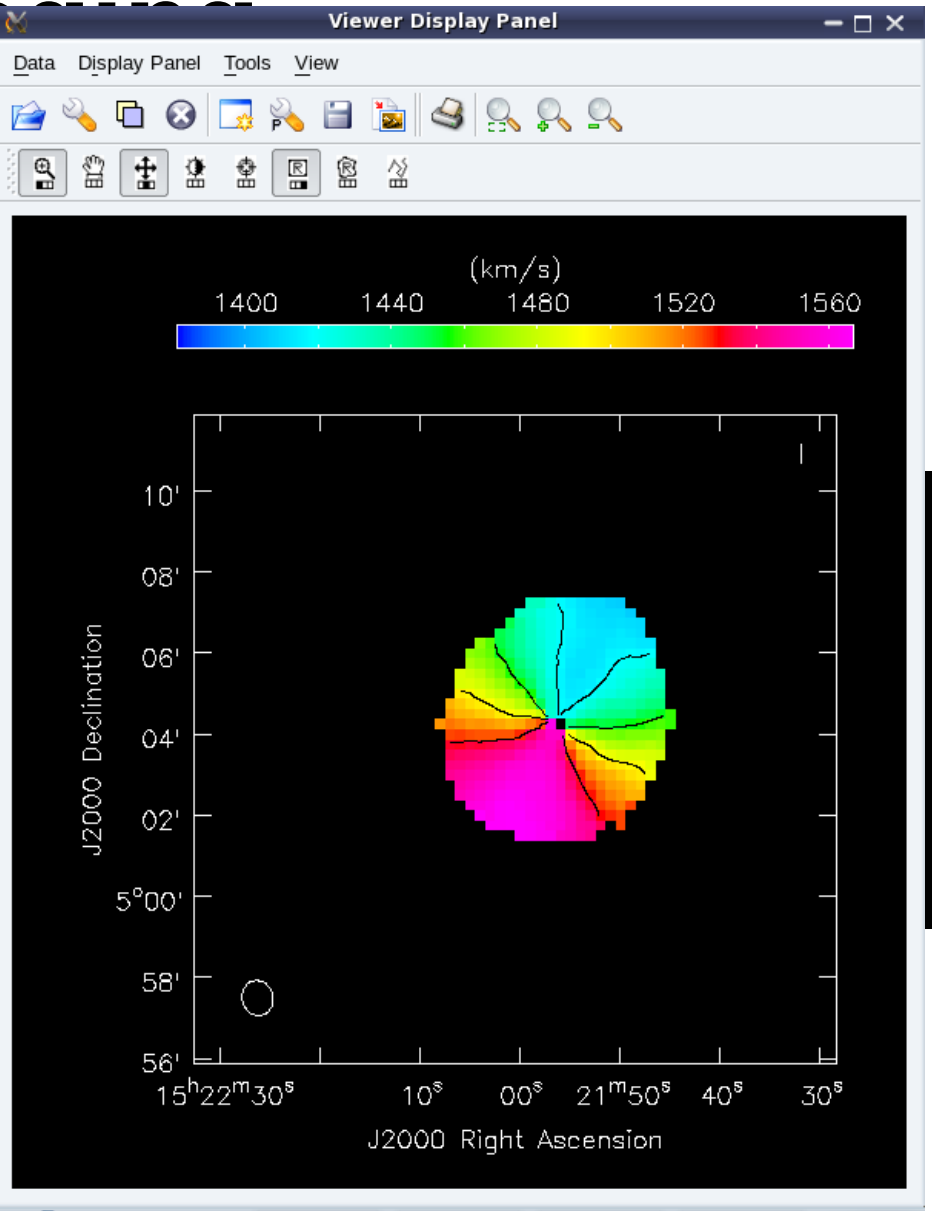 Viewer Display Panel
Data Display Panel Tools View
P
R R
(km/s)
1400 1440 1480 1520 1560
I
10'
08'
06'
04'
02'
5°00'
58'
56'
J2000 Declination
15ʰ22ᵐ30ˢ 10ˢ 00ˢ 21ᵐ50ˢ 40ˢ 30ˢ
J2000 Right Ascension